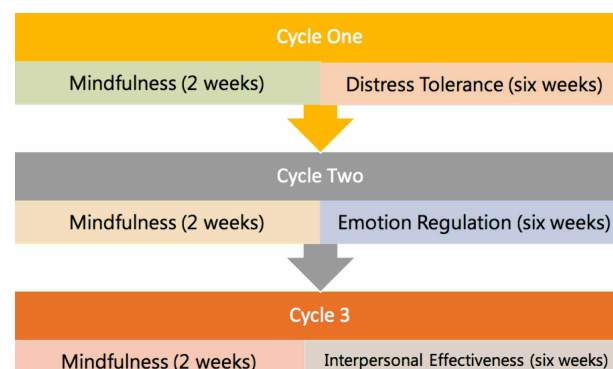 Cycle One
Mindfulness (2 weeks) Distress Tolerance (six weeks)
Cycle Two
Mindfulness (2 weeks) Emotion Regulation (six weeks)
Cycle 3
Mindfulness (2 weeks) Interpersonal Effectiveness (six weeks)